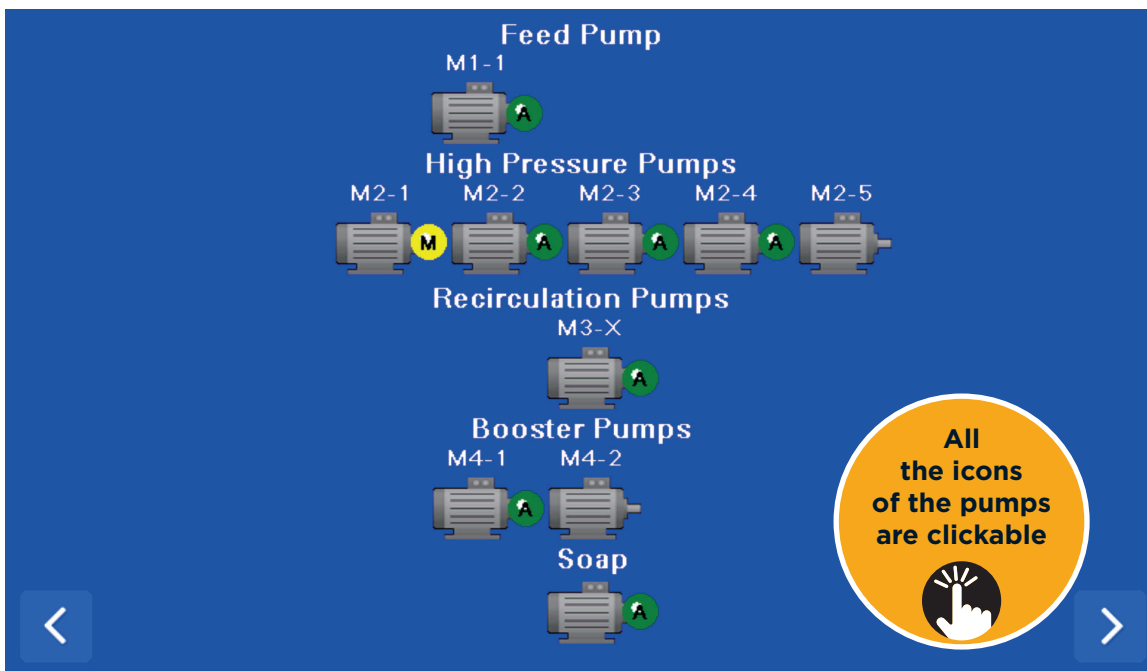 Feed Pump
M1-1
A
High Pressure Pumps
M2-1 M2-2 M2-3 M2-4 M2-5
M A A A
Recirculation Pumps
M3-X
A
Booster Pumps
M4-1 M4-2
A
Soap
A
All
the icons
of the pumps
are clickable